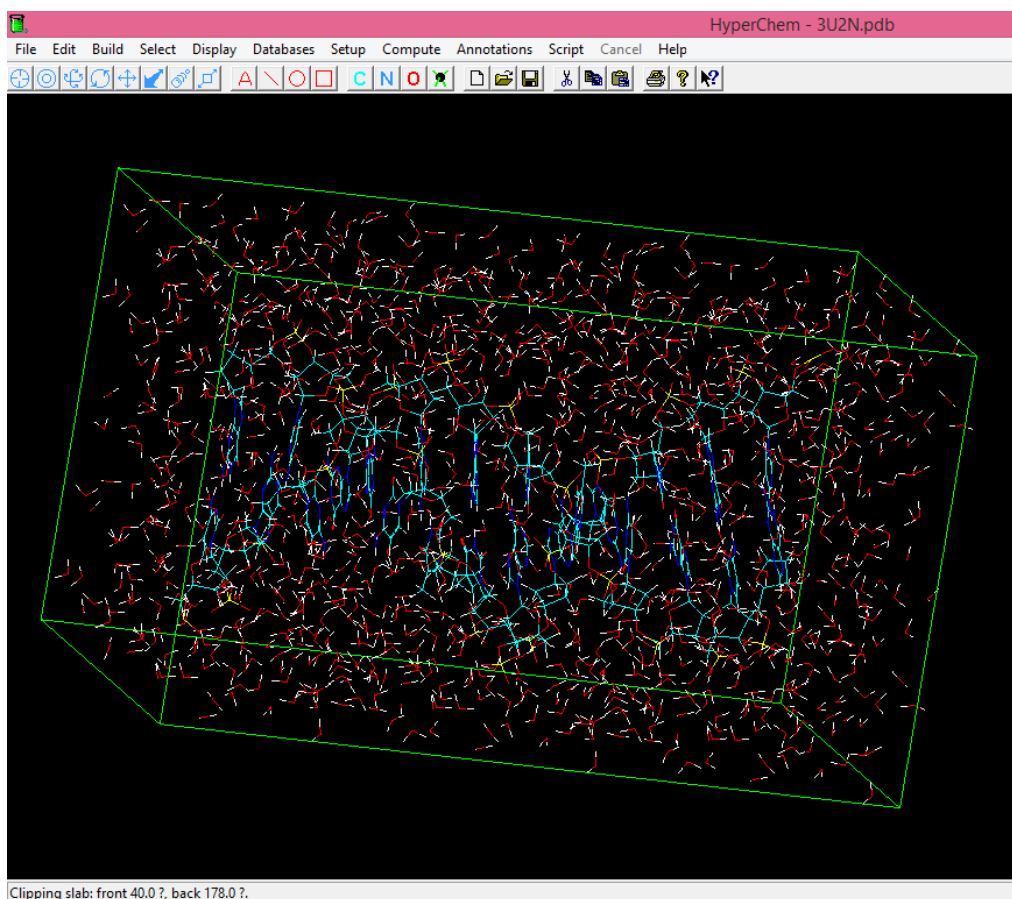 HyperChem - 3U2N.pdb
File Edit Build Select Display Databases Setup Compute Annotations Script Cancel Help
A C N O ? ?
Clipping slab: front 40.0 ?, back 178.0 ?.